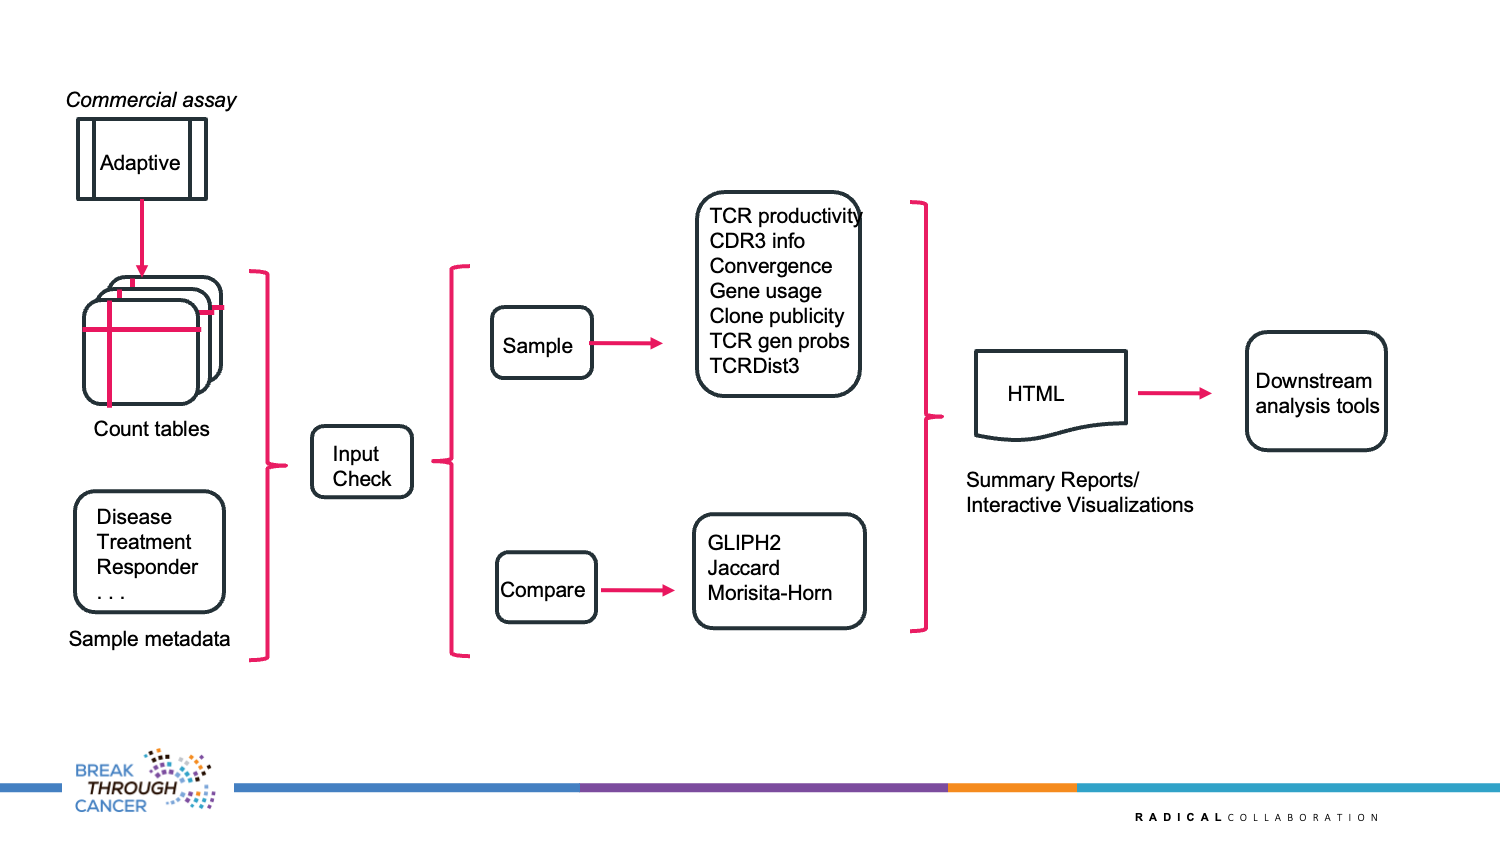 Commercial assay
Adaptive
Count tables
Disease
Treatment
Responder
. . .
Sample metadata
Input
Check
Sample
Compare
TCR productivity
CDR3 info
Convergence
Gene usage
Clone publicity
TCR gen probs
TCRDist3
GLIPH2
Jaccard
Morisita-Horn
HTML
Summary Reports/
Interactive Visualizations
Downstream
analysis tools
BREAK
THROUGH
CANCER
RADICALCOLLABORATION